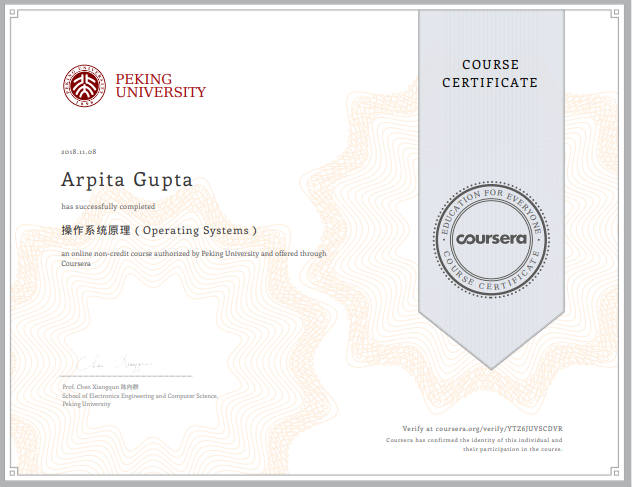 PEKING
UNIVERSITY
PEKING UNIVERSITY
1898
COURSE
CERTIFICATE
2018.11.08
Arpita Gupta
has successfully completed
操作系统原理 ( Operating Systems )
an online non-credit course authorized by Peking University and offered through
Coursera
EDUCATION FOR EVERYONE
coursera
COURSE CERTIFICATE
Prof. Chen Xiangqun 陈向群
School of Electronics Engineering and Computer Science,
Peking University
Verify at coursera.org/verify/YTZ6JUVSCDVR
Coursera has confirmed the identity of this individual and
their participation in the course.